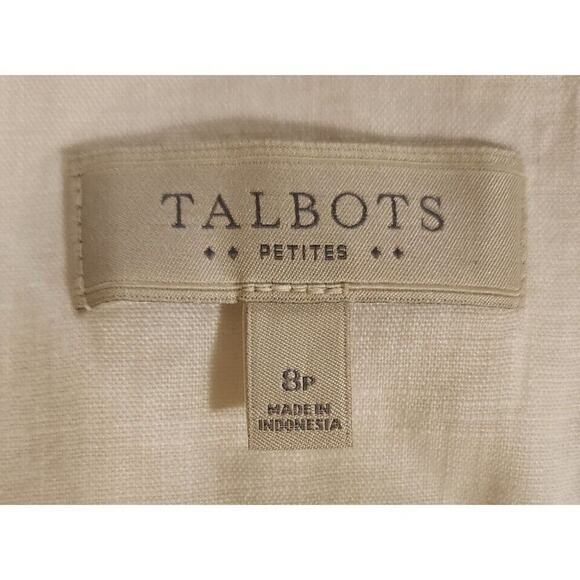 TALBOTS
PETITES
8P
MADE IN
INDONESIA